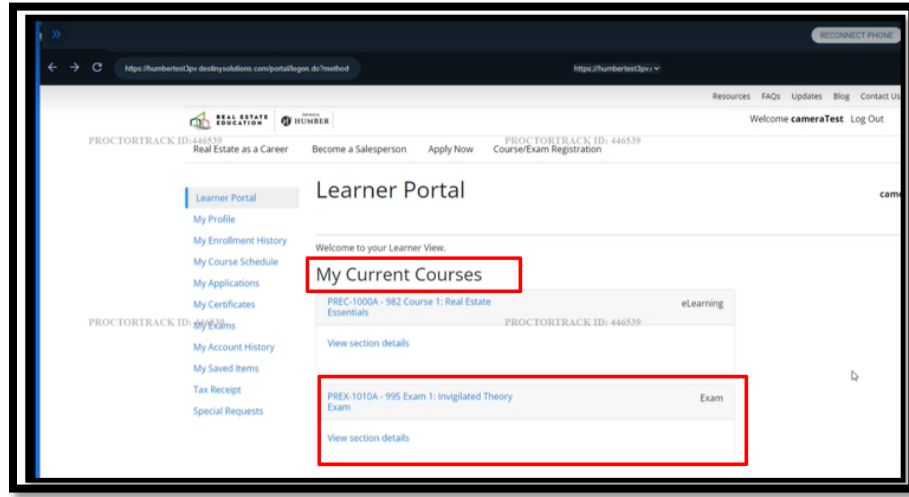 RECONNECT PHONE
https://humbertest3pv.destinysolutions.com/portal/logon.do?method
https://humbertest3pv.
Resources FAQs Updates Blog Contact Us
REAL ESTATE
EDUCATION
HUMBER
Welcome cameraTest Log Out
PROCTORTRACK ID:446539
PROCTORTRACK ID: 446539
Real Estate as a Career Become a Salesperson Apply Now Course/Exam Registration
Learner Portal
Learner Portal
came
My Profile
My Enrollment History
Welcome to your Learner View.
My Course Schedule
My Current Courses
My Applications
My Certificates
PREC-1000A - 982 Course 1: Real Estate
Essentials
eLearning
PROCTORTRACK ID: 446539
My Exams
PROCTORTRACK ID: 446539
My Account History
View section details
My Saved Items
Tax Receipt
PREX-1010A - 995 Exam 1: Invigilated Theory
Exam
Exam
Special Requests
View section details